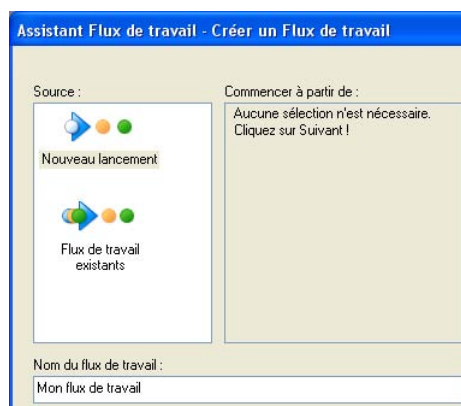 Assistant Flux de travail - Créer un Flux de travail
Source :
Commencer à partir de :
Nouveau lancement
Flux de travail
existants
Aucune sélection n'est nécessaire.
Cliquez sur Suivant !
Nom du flux de travail :
Mon flux de travail